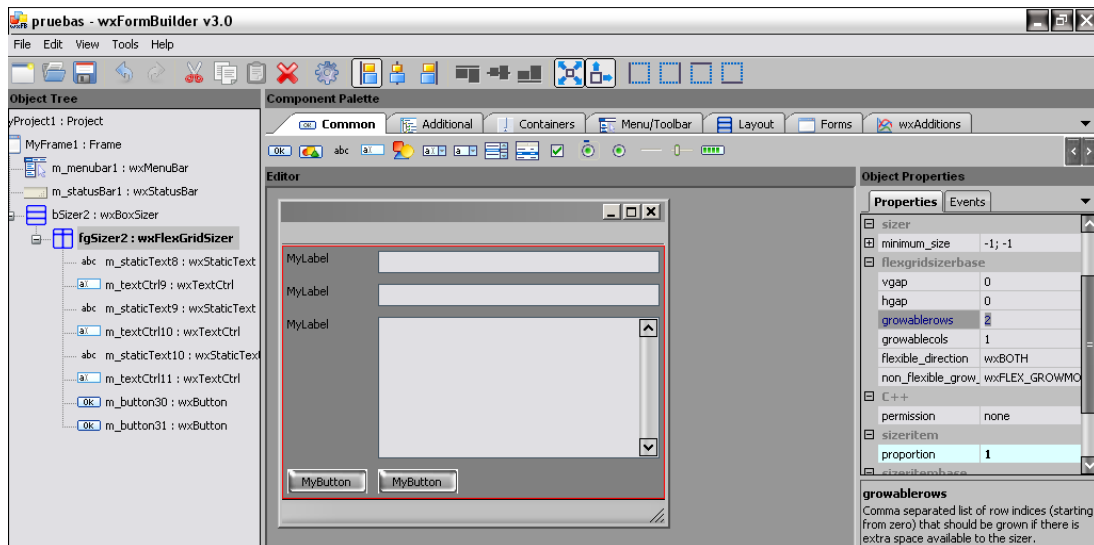 pruebas - wxFormBuilder v3.0
File Edit View Tools Help
Object Tree
yProject1 : Project
MyFrame1 : Frame
m_menubar1 : wxMenuBar
m_statusBar1 : wxStatusBar
bSizer2 : wxBoxSizer
fgSizer2 : wxFlexGridSizer
abc m_staticText8 : wxStaticText
m_textCtrl9 : wxTextCtrl
abc m_staticText9 : wxStaticText
m_textCtrl10 : wxTextCtrl
abc m_staticText10 : wxStaticTex
m_textCtrl11 : wxTextCtrl
Ok m_button30 : wxButton
Ok m_button31 : wxButton
Component Palette
Common Additional Containers Menu/Toolbar Layout Forms wxAdditions
Ok abc
Editor
MyLabel
MyLabel
MyLabel
MyButton MyButton
Object Properties
Properties Events
sizer
minimum_size -1; -1
flexgridsizerbase
vgap 0
hgap 0
growablerows 2
growablecols 1
flexible_direction wxBOTH
non_flexible_grow_ wxFLEX_GROWMO
C++
permission none
sizeritem
proportion 1
sizeritembase
growablerows
Comma separated list of row indices (starting
from zero) that should be grown if there is
extra space available to the sizer.